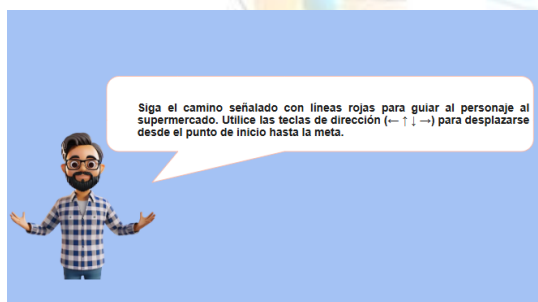 Siga el camino señalado con líneas rojas para guiar al personaje al
supermercado. Utilice las teclas de dirección (← ↑ ↓ →) para desplazarse
desde el punto de inicio hasta la meta.